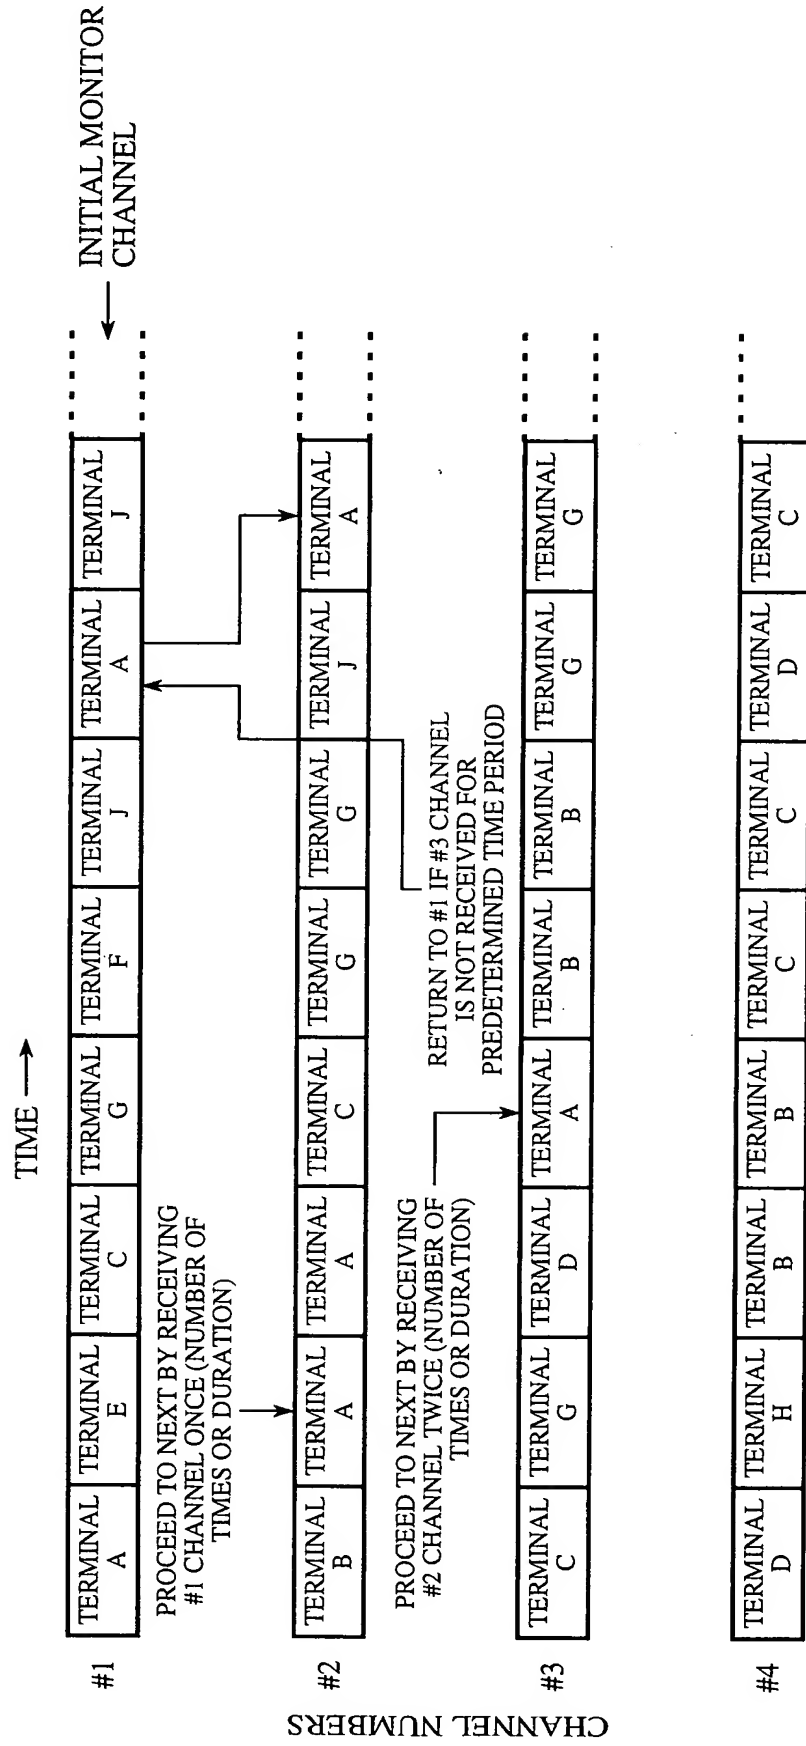 TIME
INITIAL MONITOR
CHANNEL
#1
TERMINAL
A
TERMINAL
E
TERMINAL
C
TERMINAL
G
TERMINAL
F
TERMINAL
J
TERMINAL
A
TERMINAL
J
PROCEED TO NEXT BY RECEIVING
#1 CHANNEL ONCE (NUMBER OF
TIMES OR DURATION)
CHANNEL NUMBERS
#2
TERMINAL
B
TERMINAL
A
TERMINAL
A
TERMINAL
C
TERMINAL
G
TERMINAL
G
TERMINAL
J
TERMINAL
A
PROCEED TO NEXT BY RECEIVING
#2 CHANNEL TWICE (NUMBER OF
TIMES OR DURATION)
RETURN TO #1 IF #3 CHANNEL
IS NOT RECEIVED FOR
PREDETERMINED TIME PERIOD
#3
TERMINAL
C
TERMINAL
G
TERMINAL
D
TERMINAL
A
TERMINAL
B
TERMINAL
B
TERMINAL
G
TERMINAL
G
#4
TERMINAL
D
TERMINAL
H
TERMINAL
B
TERMINAL
B
TERMINAL
C
TERMINAL
C
TERMINAL
D
TERMINAL
C